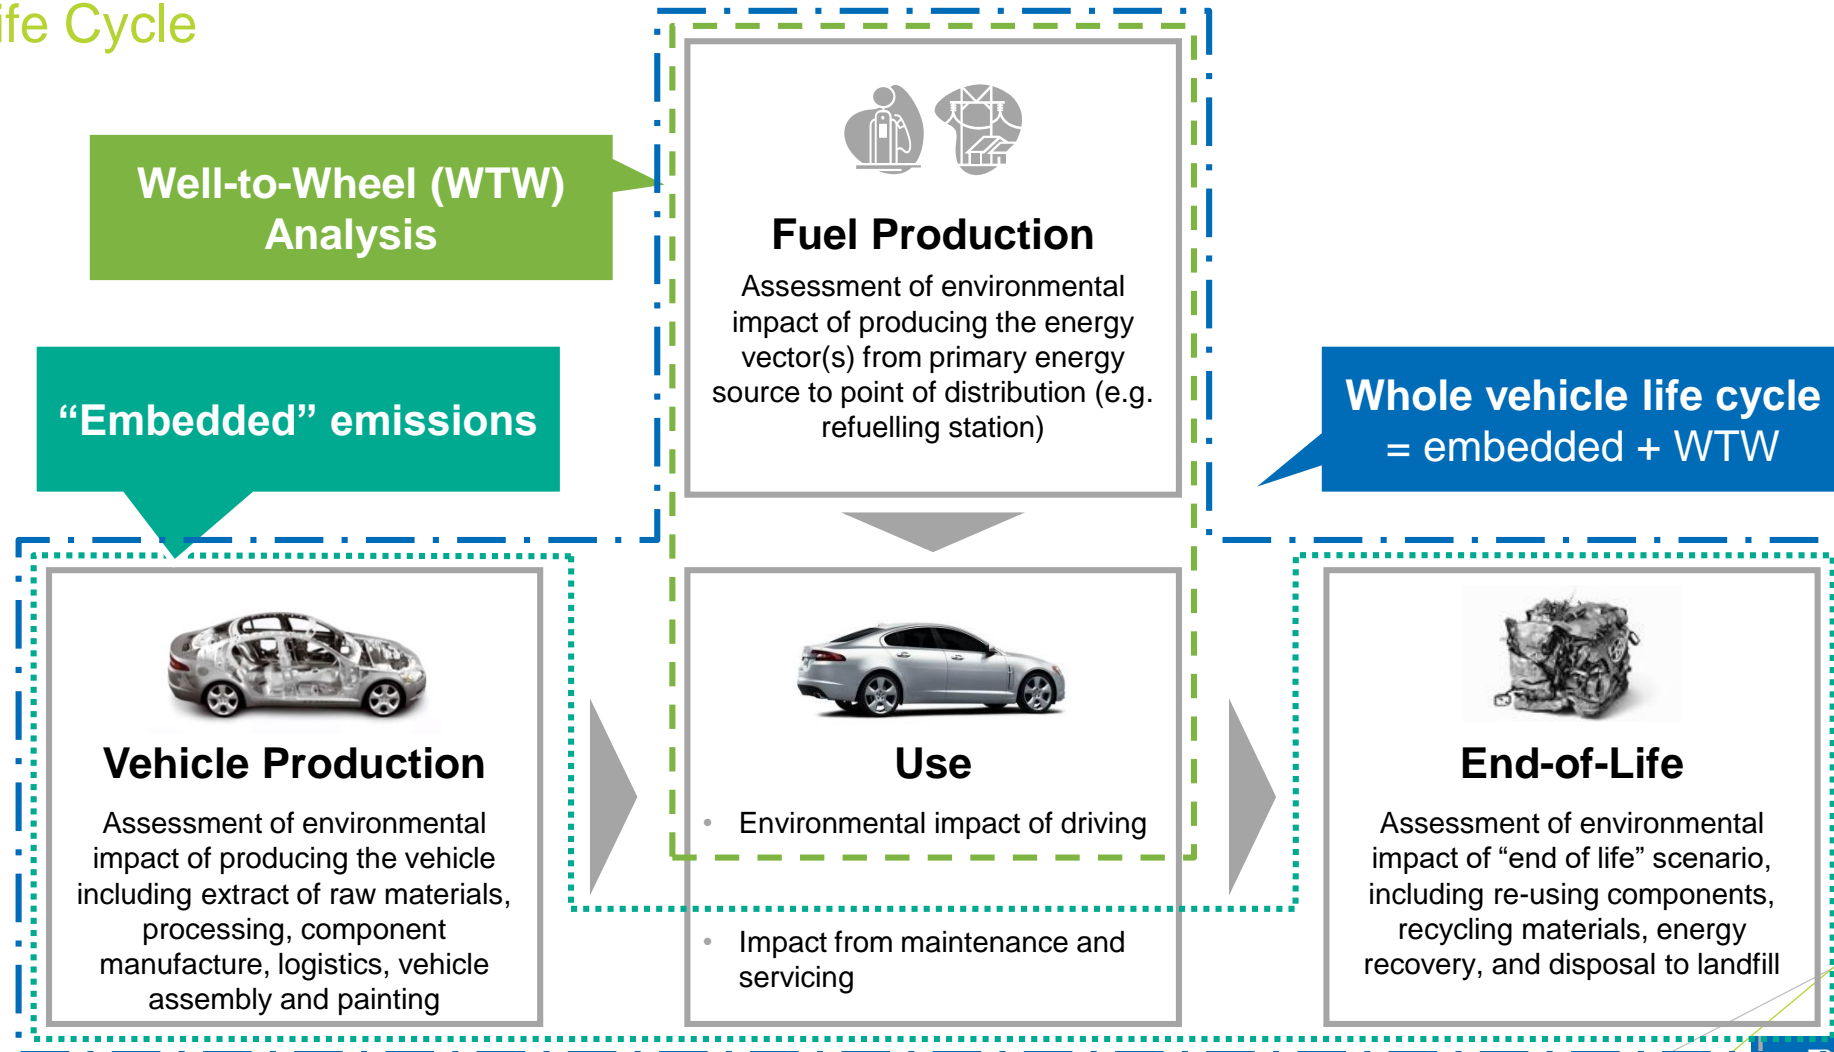 ife Cycle
Well-to-Wheel (WTW)
Analysis
Fuel Production
Assessment of environmental
impact of producing the energy
vector(s) from primary energy
source to point of distribution (e.g.
refuelling station)
“Embedded” emissions
Whole vehicle life cycle
= embedded + WTW
Vehicle Production
Assessment of environmental
impact of producing the vehicle
including extract of raw materials,
processing, component
manufacture, logistics, vehicle
assembly and painting
Use
• Environmental impact of driving
• Impact from maintenance and
servicing
End-of-Life
Assessment of environmental
impact of “end of life” scenario,
including re-using components,
recycling materials, energy
recovery, and disposal to landfill